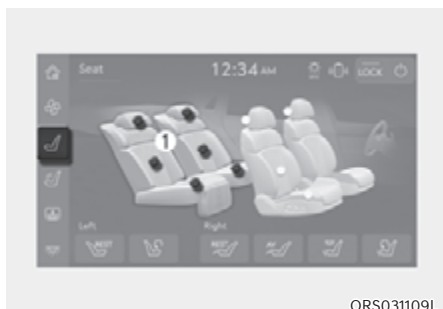 Seat 12:34 AM LOCK
1
Left Right
REST REST
ORS031109L